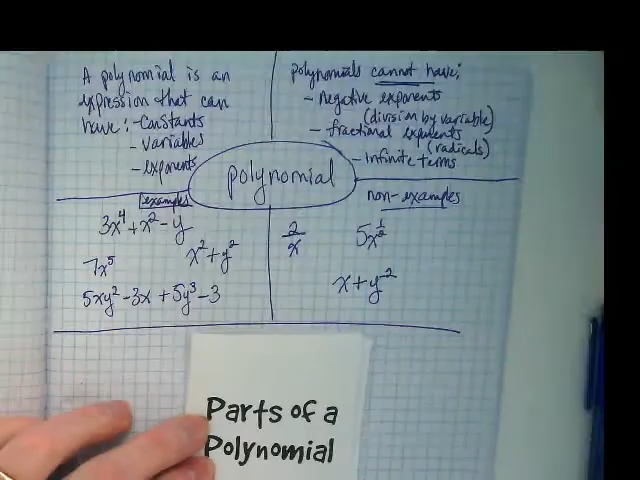 A polynomial is an
expression that can
have: - Constants
- variables
- exponents
polynomials cannot have:
- Negative exponents
(division by variable)
- fractional exponents
(radicals)
- infinite terms
polynomial
examples
3x⁴ + x² - y
x² + y²
7x⁵
5xy² - 3x + 5y³ - 3
non-examples
2/x
5x^(1/2)
x + y⁻²
Parts of a
Polynomial